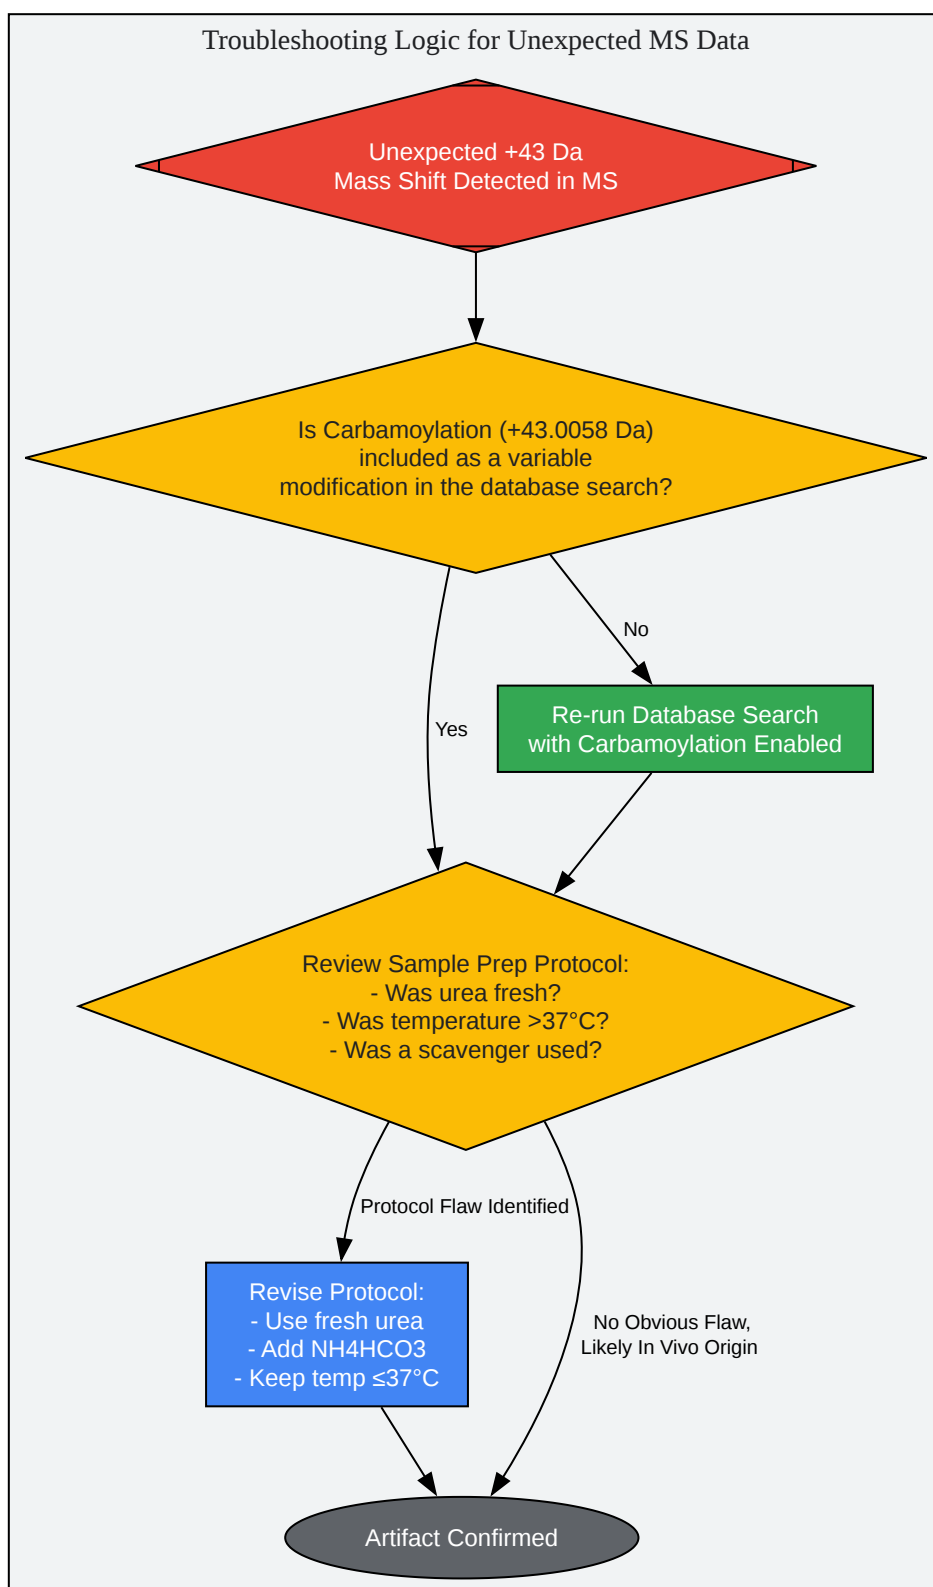 Troubleshooting Logic for Unexpected MS Data
Unexpected +43 Da
Mass Shift Detected in MS
Is Carbamoylation (+43.0058 Da)
included as a variable
modification in the database search?
No
Re-run Database Search
with Carbamoylation Enabled
Yes
Review Sample Prep Protocol:
- Was urea fresh?
- Was temperature >37°C?
- Was a scavenger used?
Protocol Flaw Identified
Revise Protocol:
- Use fresh urea
- Add NH4HCO3
- Keep temp ≤37°C
No Obvious Flaw,
Likely In Vivo Origin
Artifact Confirmed